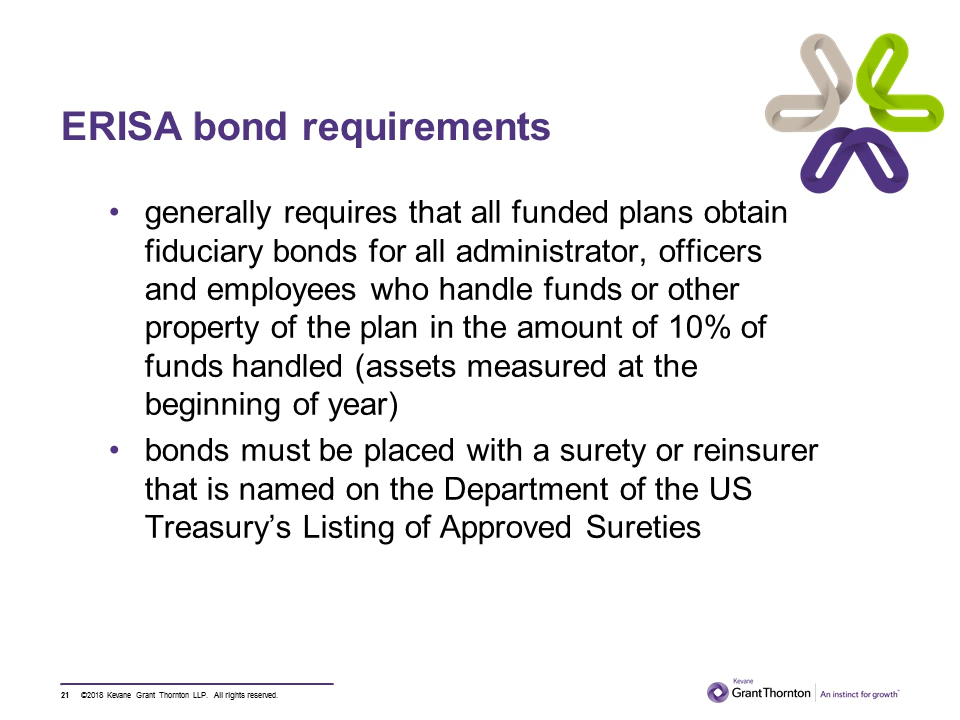 ERISA bond requirements
• generally requires that all funded plans obtain
fiduciary bonds for all administrator, officers
and employees who handle funds or other
property of the plan in the amount of 10% of
funds handled (assets measured at the
beginning of year)
• bonds must be placed with a surety or reinsurer
that is named on the Department of the US
Treasury’s Listing of Approved Sureties
21 ©2018 Kevane Grant Thornton LLP. All rights reserved.
Kevane
GrantThornton
An instinct for growth™